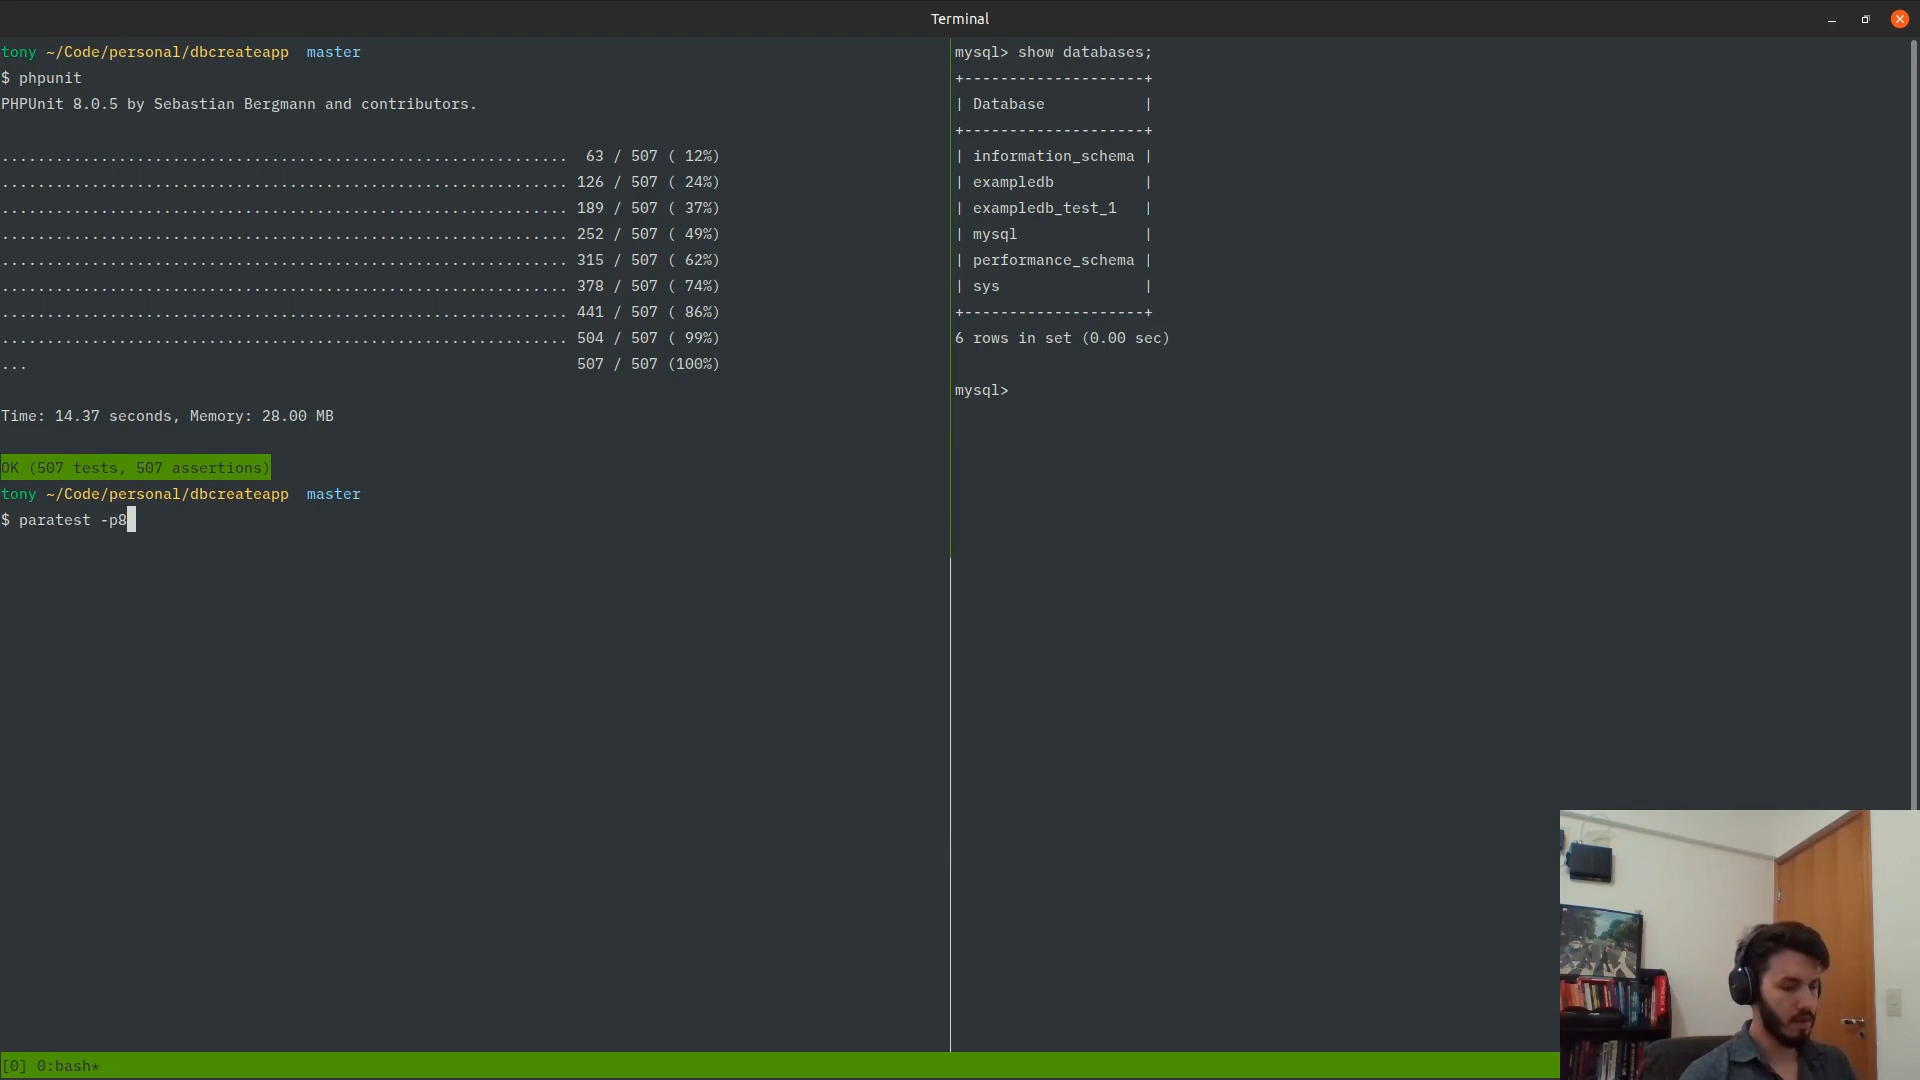 Terminal
tony ~/Code/personal/dbcreateapp  master
$ phpunit
PHPUnit 8.0.5 by Sebastian Bergmann and contributors.
...............................................................  63 / 507 ( 12%)
............................................................... 126 / 507 ( 24%)
............................................................... 189 / 507 ( 37%)
............................................................... 252 / 507 ( 49%)
............................................................... 315 / 507 ( 62%)
............................................................... 378 / 507 ( 74%)
............................................................... 441 / 507 ( 86%)
............................................................... 504 / 507 ( 99%)
...                                                             507 / 507 (100%)
Time: 14.37 seconds, Memory: 28.00 MB
OK (507 tests, 507 assertions)
tony ~/Code/personal/dbcreateapp  master
$ paratest -p8
mysql> show databases;
+--------------------+
| Database           |
+--------------------+
| information_schema |
| exampledb          |
| exampledb_test_1   |
| mysql              |
| performance_schema |
| sys                |
+--------------------+
6 rows in set (0.00 sec)
mysql>
[0] 0:bash*